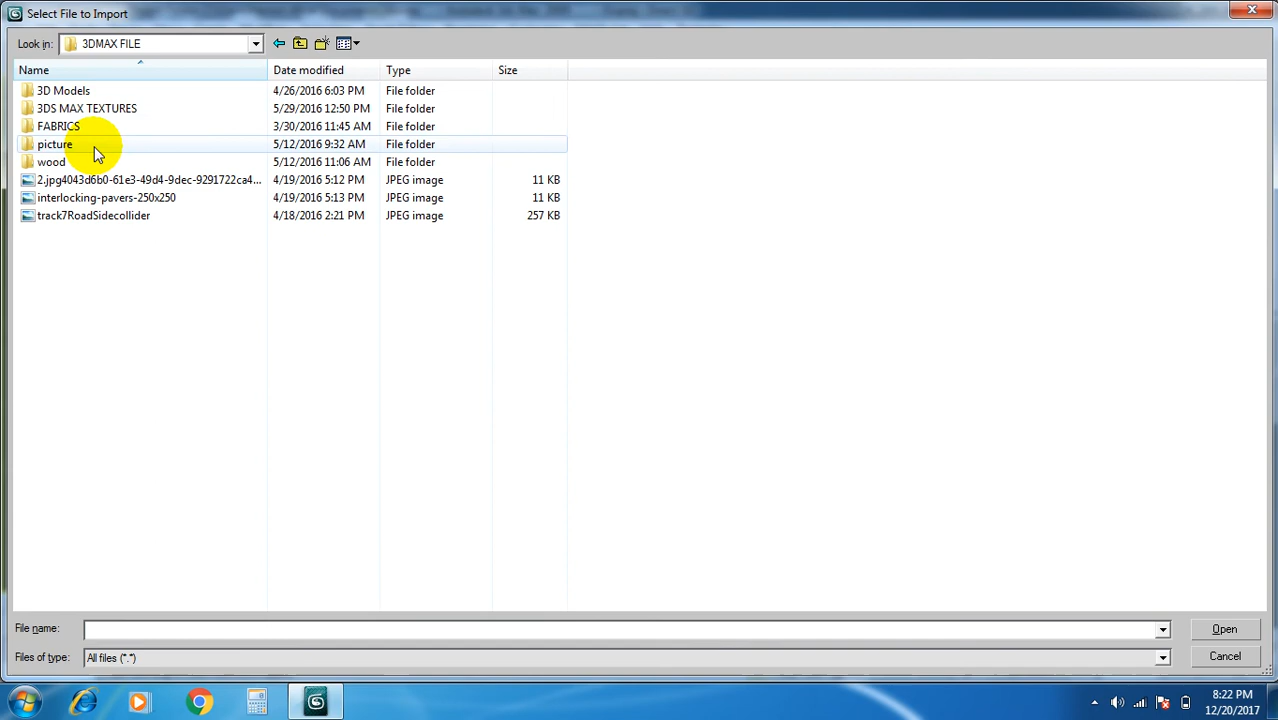 Select File to Import
Look in: 3DMAX FILE
Name Date modified Type Size
3D Models 4/26/2016 6:03 PM File folder
3DS MAX TEXTURES 5/29/2016 12:50 PM File folder
FABRICS 3/30/2016 11:45 AM File folder
picture 5/12/2016 9:32 AM File folder
wood 5/12/2016 11:06 AM File folder
2.jpg4043d6b0-61e3-49d4-9dec-9291722ca4... 4/19/2016 5:12 PM JPEG image 11 KB
interlocking-pavers-250x250 4/19/2016 5:13 PM JPEG image 11 KB
track7RoadSidecollider 4/18/2016 2:21 PM JPEG image 257 KB
File name: Open
Files of type: All files (*.*) Cancel
8:22 PM
12/20/2017